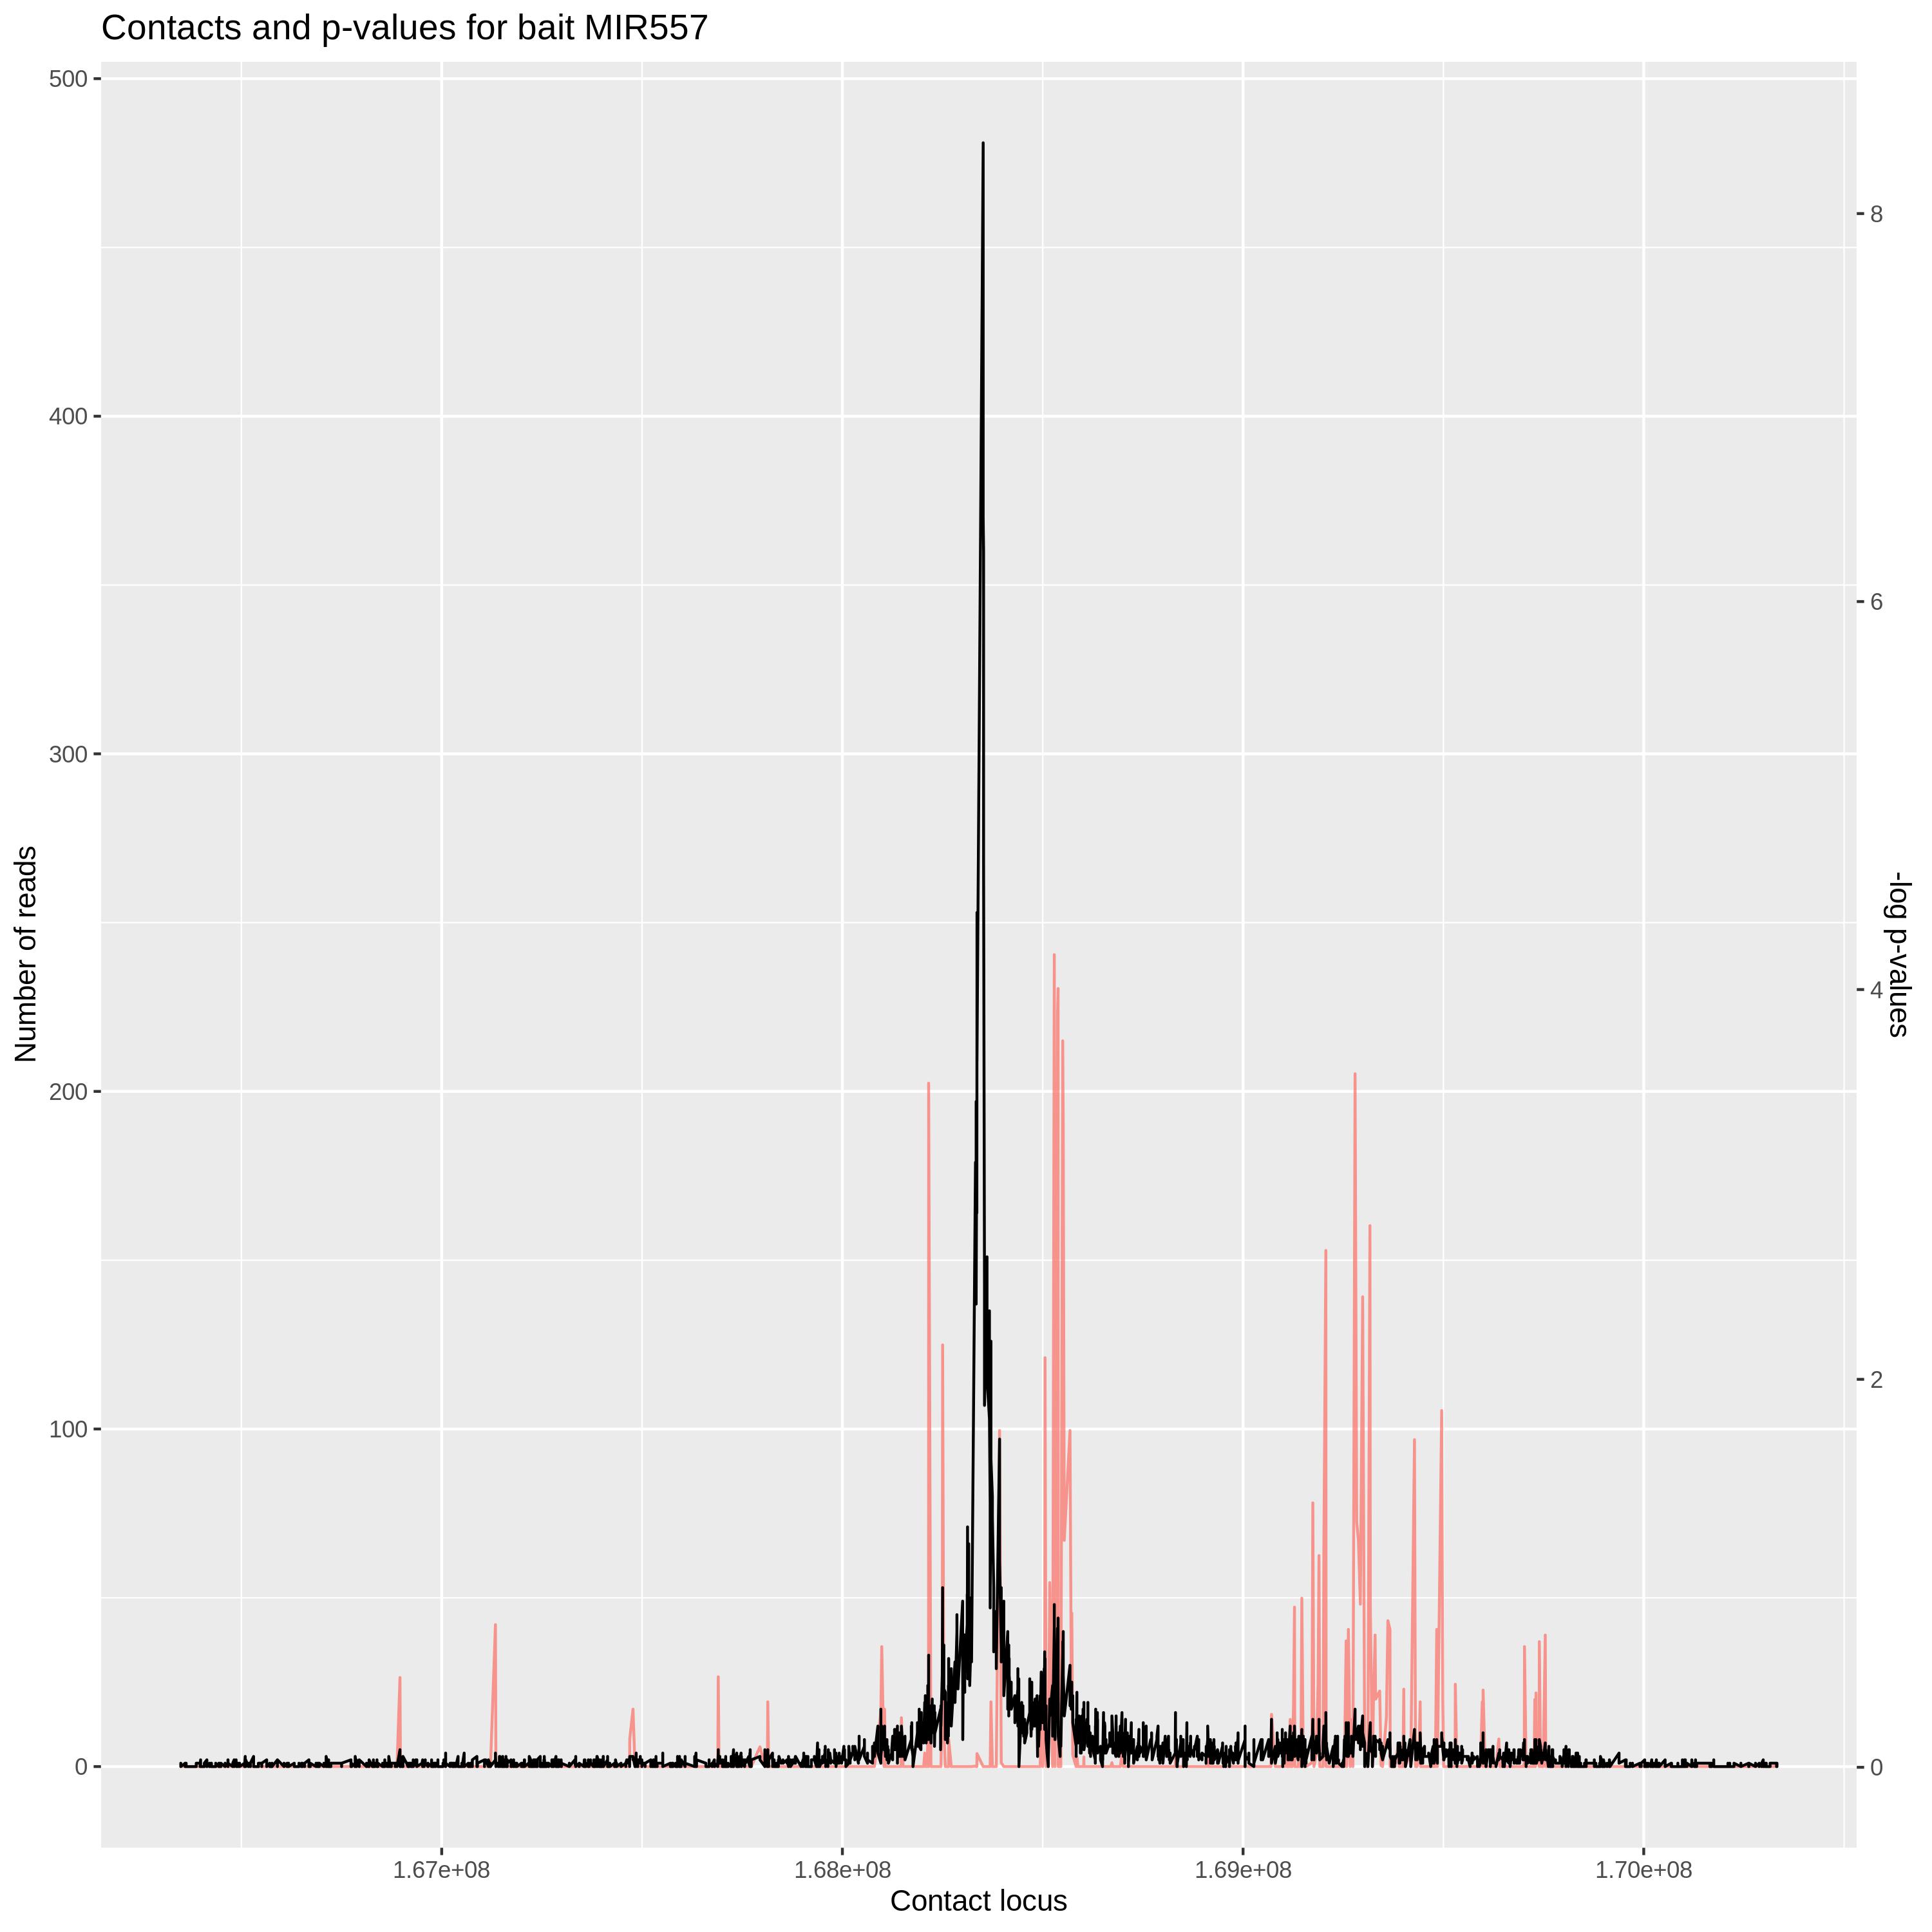 Contacts and p-values for bait MIR557
500
400
300
200
100
0
Number of reads
8
6
4
2
0
-log p-values
1.67e+08
1.68e+08
1.69e+08
1.70e+08
Contact locus